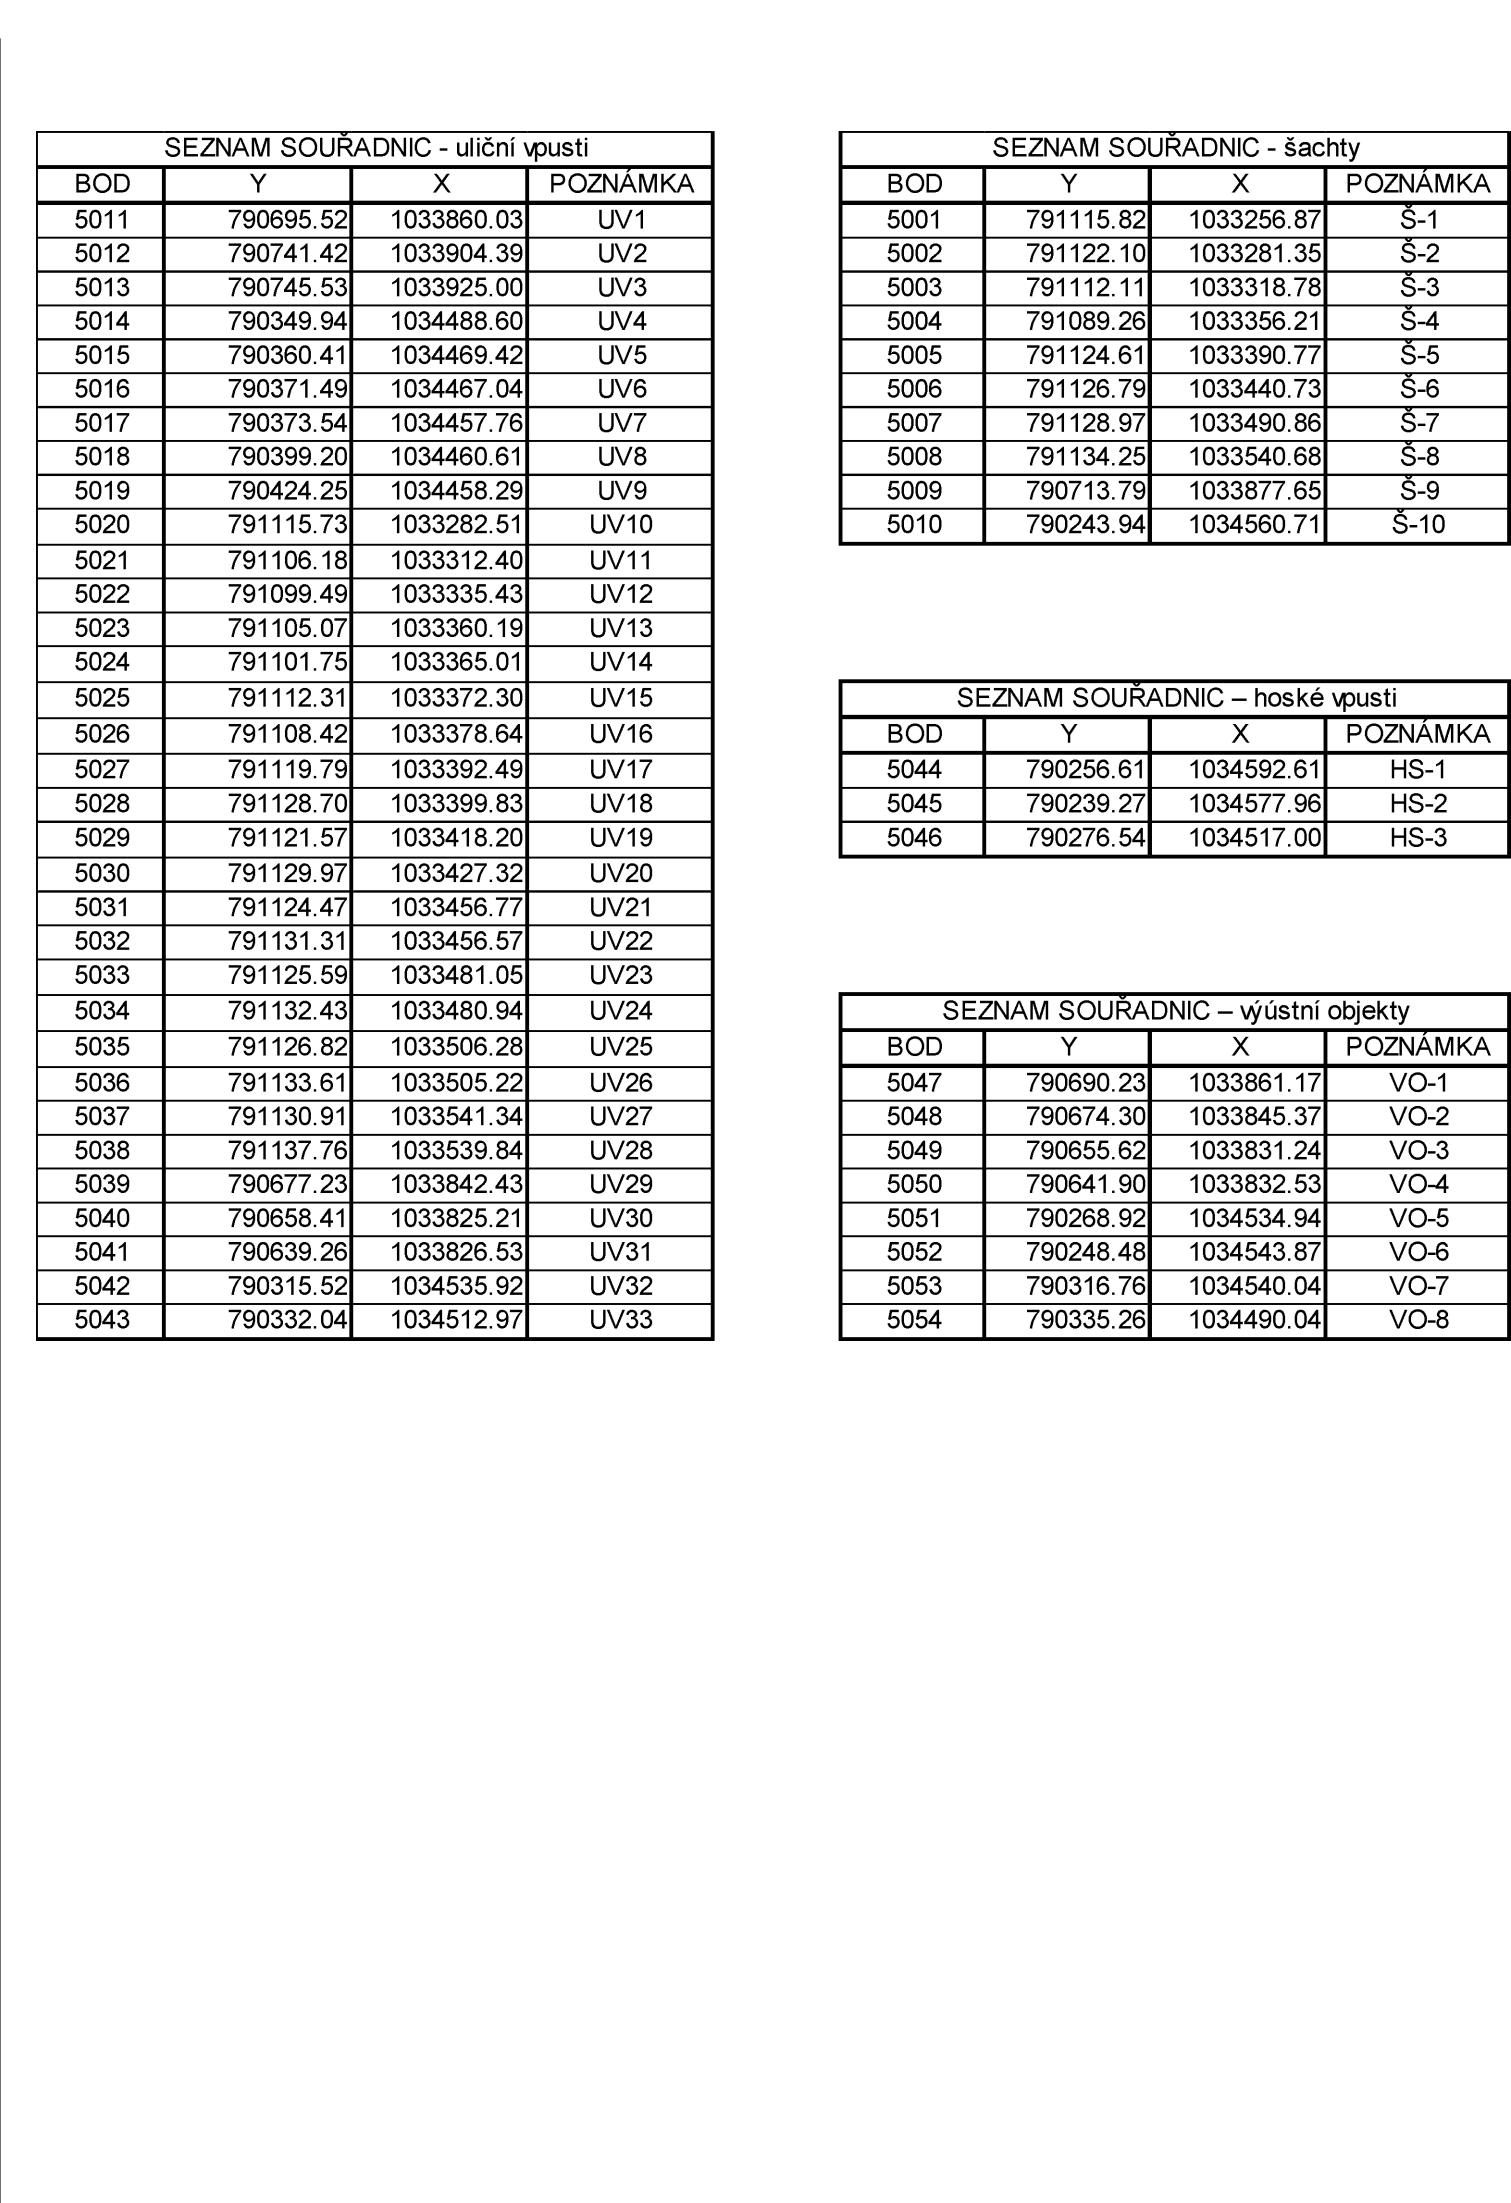 SEZNAM SOUŘADNIC - uliční vpusti
BOD Y X POZNÁMKA
5011 790695.52 1033860.03 UV1
5012 790741.42 1033904.39 UV2
5013 790745.53 1033925.00 UV3
5014 790349.94 1034488.60 UV4
5015 790360.41 1034469.42 UV5
5016 790371.49 1034467.04 UV6
5017 790373.54 1034457.76 UV7
5018 790399.20 1034460.61 UV8
5019 790424.25 1034458.29 UV9
5020 791115.73 1033282.51 UV10
5021 791106.18 1033312.40 UV11
5022 791099.49 1033335.43 UV12
5023 791105.07 1033360.19 UV13
5024 791101.75 1033365.01 UV14
5025 791112.31 1033372.30 UV15
5026 791108.42 1033378.64 UV16
5027 791119.79 1033392.49 UV17
5028 791128.70 1033399.83 UV18
5029 791121.57 1033418.20 UV19
5030 791129.97 1033427.32 UV20
5031 791124.47 1033456.77 UV21
5032 791131.31 1033456.57 UV22
5033 791125.59 1033481.05 UV23
5034 791132.43 1033480.94 UV24
5035 791126.82 1033506.28 UV25
5036 791133.61 1033505.22 UV26
5037 791130.91 1033541.34 UV27
5038 791137.76 1033539.84 UV28
5039 790677.23 1033842.43 UV29
5040 790658.41 1033825.21 UV30
5041 790639.26 1033826.53 UV31
5042 790315.52 1034535.92 UV32
5043 790332.04 1034512.97 UV33
SEZNAM SOUŘADNIC - šachty
BOD Y X POZNÁMKA
5001 791115.82 1033256.87 Š-1
5002 791122.10 1033281.35 Š-2
5003 791112.11 1033318.78 Š-3
5004 791089.26 1033356.21 Š-4
5005 791124.61 1033390.77 Š-5
5006 791126.79 1033440.73 Š-6
5007 791128.97 1033490.86 Š-7
5008 791134.25 1033540.68 Š-8
5009 790713.79 1033877.65 Š-9
5010 790243.94 1034560.71 Š-10
SEZNAM SOUŘADNIC – hoské vpusti
BOD Y X POZNÁMKA
5044 790256.61 1034592.61 HS-1
5045 790239.27 1034577.96 HS-2
5046 790276.54 1034517.00 HS-3
SEZNAM SOUŘADNIC – výústní objekty
BOD Y X POZNÁMKA
5047 790690.23 1033861.17 VO-1
5048 790674.30 1033845.37 VO-2
5049 790655.62 1033831.24 VO-3
5050 790641.90 1033832.53 VO-4
5051 790268.92 1034534.94 VO-5
5052 790248.48 1034543.87 VO-6
5053 790316.76 1034540.04 VO-7
5054 790335.26 1034490.04 VO-8